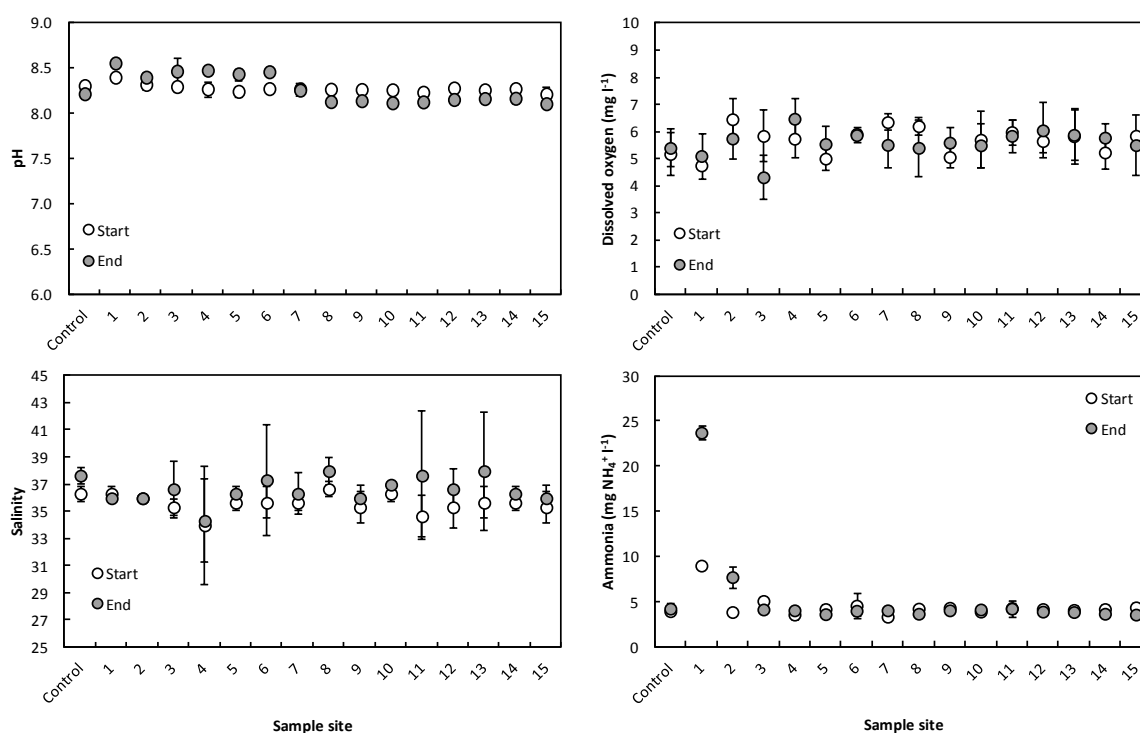 9.0
8.5
8.0
7.5
7.0
6.5
6.0
pH
Start
End
Control 1 2 3 4 5 6 7 8 9 10 11 12 13 14 15
10
9
8
7
6
5
4
3
2
1
0
Dissolved oxygen (mg l⁻¹)
Start
End
Control 1 2 3 4 5 6 7 8 9 10 11 12 13 14 15
45
43
41
39
37
35
33
31
29
27
25
Salinity
Start
End
Control 1 2 3 4 5 6 7 8 9 10 11 12 13 14 15
Sample site
30
25
20
15
10
5
0
Ammonia (mg NH₄⁺ l⁻¹)
Start
End
Control 1 2 3 4 5 6 7 8 9 10 11 12 13 14 15
Sample site